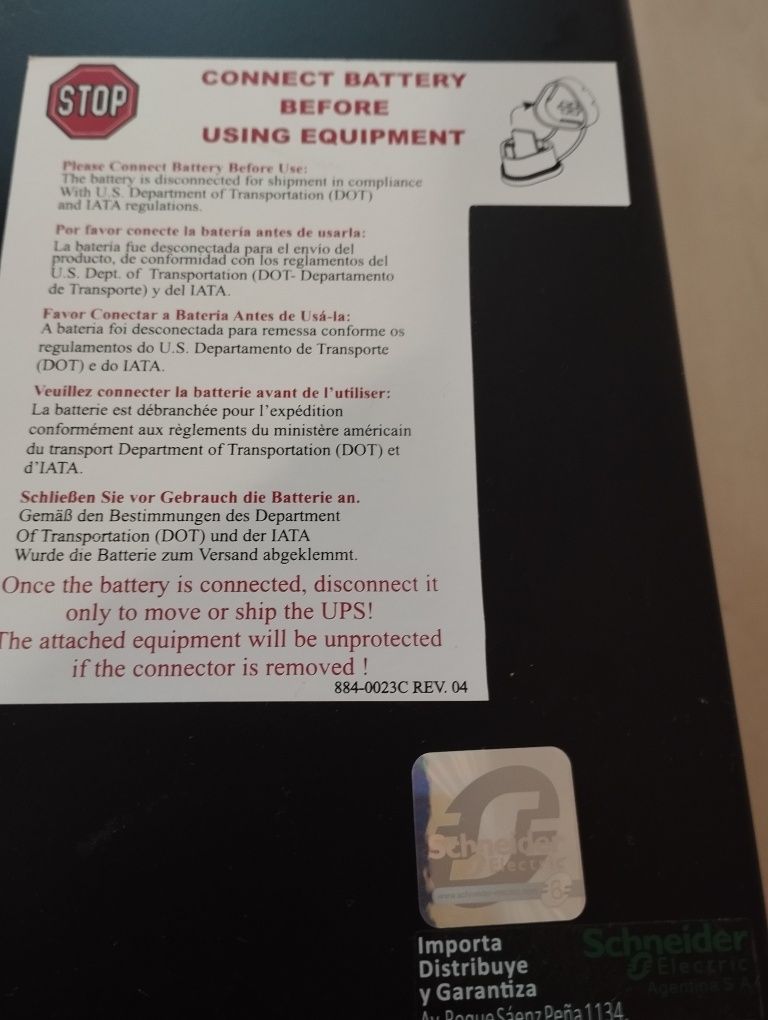 STOP
CONNECT BATTERY
BEFORE
USING EQUIPMENT
Please Connect Battery Before Use:
The battery is disconnected for shipment in compliance
With U.S. Department of Transportation (DOT)
and IATA regulations.
Por favor conecte la batería antes de usarla:
La batería fue desconectada para el envío del
producto, de conformidad con los reglamentos del
U.S. Dept. of Transportation (DOT- Departamento
de Transporte) y del IATA.
Favor Conectar a Bateria Antes de Usá-la:
A bateria foi desconectada para remessa conforme os
regulamentos do U.S. Departamento de Transporte
(DOT) e do IATA.
Veuillez connecter la batterie avant de l'utiliser:
La batterie est débranchée pour l'expédition
conformément aux règlements du ministère américain
du transport Department of Transportation (DOT) et
d'IATA.
Schließen Sie vor Gebrauch die Batterie an.
Gemäß den Bestimmungen des Department
Of Transportation (DOT) und der IATA
Wurde die Batterie zum Versand abgeklemmt.
Once the battery is connected, disconnect it
only to move or ship the UPS!
The attached equipment will be unprotected
if the connector is removed !
884-0023C REV. 04
Schneider
Electric
Importa
Distribuye
y Garantiza
Schneider
Electric
Argentina S A
Av Roque Sáenz Peña 1134,